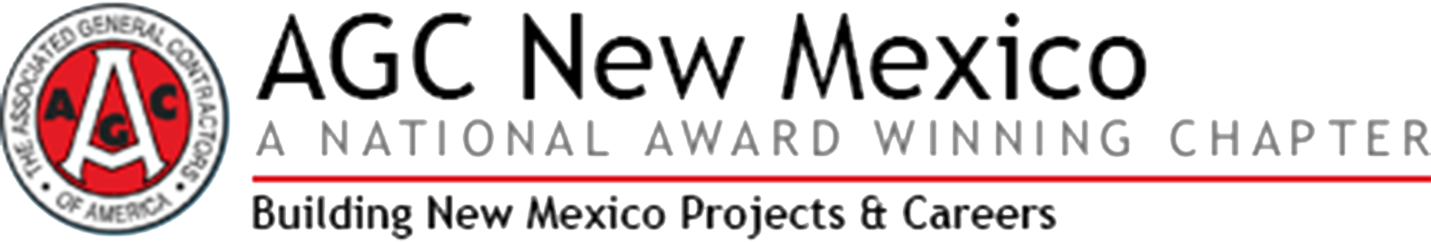 THE ASSOCIATED GENERAL CONTRACTORS
OF AMERICA
A
AGC
AGC New Mexico
A NATIONAL AWARD WINNING CHAPTER
Building New Mexico Projects & Careers